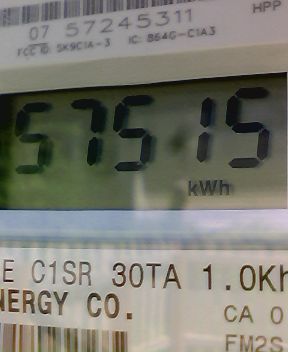 HPP
07 57245311
FCC ID: SK9C1A-3 IC: 864G-C1A3
57515
kWh
E C1SR 30TA 1.0Kh
NERGY CO.
CA 0
FM2S